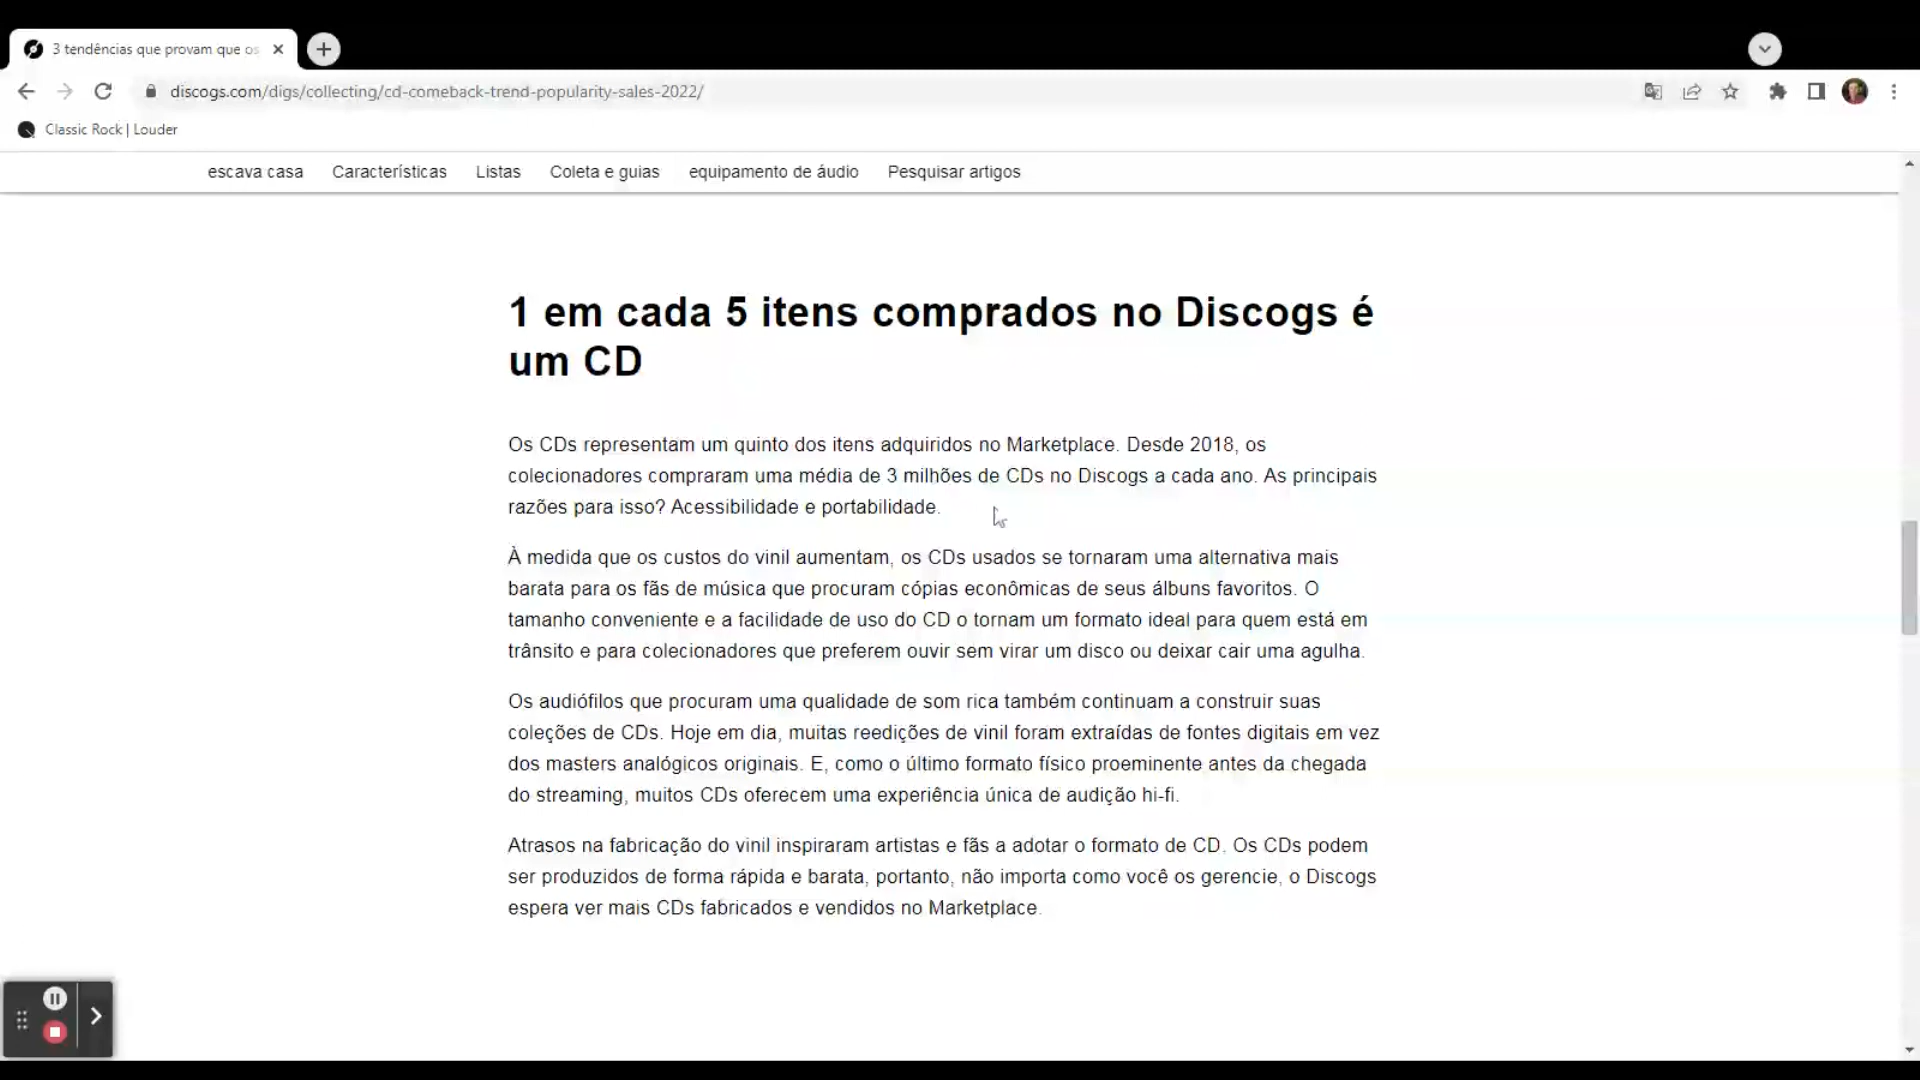 3 tendências que provam que os
discogs.com/digs/collecting/cd-comeback-trend-popularity-sales-2022/
Classic Rock | Louder
escava casa Características Listas Coleta e guias equipamento de áudio Pesquisar artigos
1 em cada 5 itens comprados no Discogs é
um CD
Os CDs representam um quinto dos itens adquiridos no Marketplace. Desde 2018, os
colecionadores compraram uma média de 3 milhões de CDs no Discogs a cada ano. As principais
razões para isso? Acessibilidade e portabilidade.
À medida que os custos do vinil aumentam, os CDs usados se tornaram uma alternativa mais
barata para os fãs de música que procuram cópias econômicas de seus álbuns favoritos. O
tamanho conveniente e a facilidade de uso do CD o tornam um formato ideal para quem está em
trânsito e para colecionadores que preferem ouvir sem virar um disco ou deixar cair uma agulha.
Os audiófilos que procuram uma qualidade de som rica também continuam a construir suas
coleções de CDs. Hoje em dia, muitas reedições de vinil foram extraídas de fontes digitais em vez
dos masters analógicos originais. E, como o último formato físico proeminente antes da chegada
do streaming, muitos CDs oferecem uma experiência única de audição hi-fi.
Atrasos na fabricação do vinil inspiraram artistas e fãs a adotar o formato de CD. Os CDs podem
ser produzidos de forma rápida e barata, portanto, não importa como você os gerencie, o Discogs
espera ver mais CDs fabricados e vendidos no Marketplace.